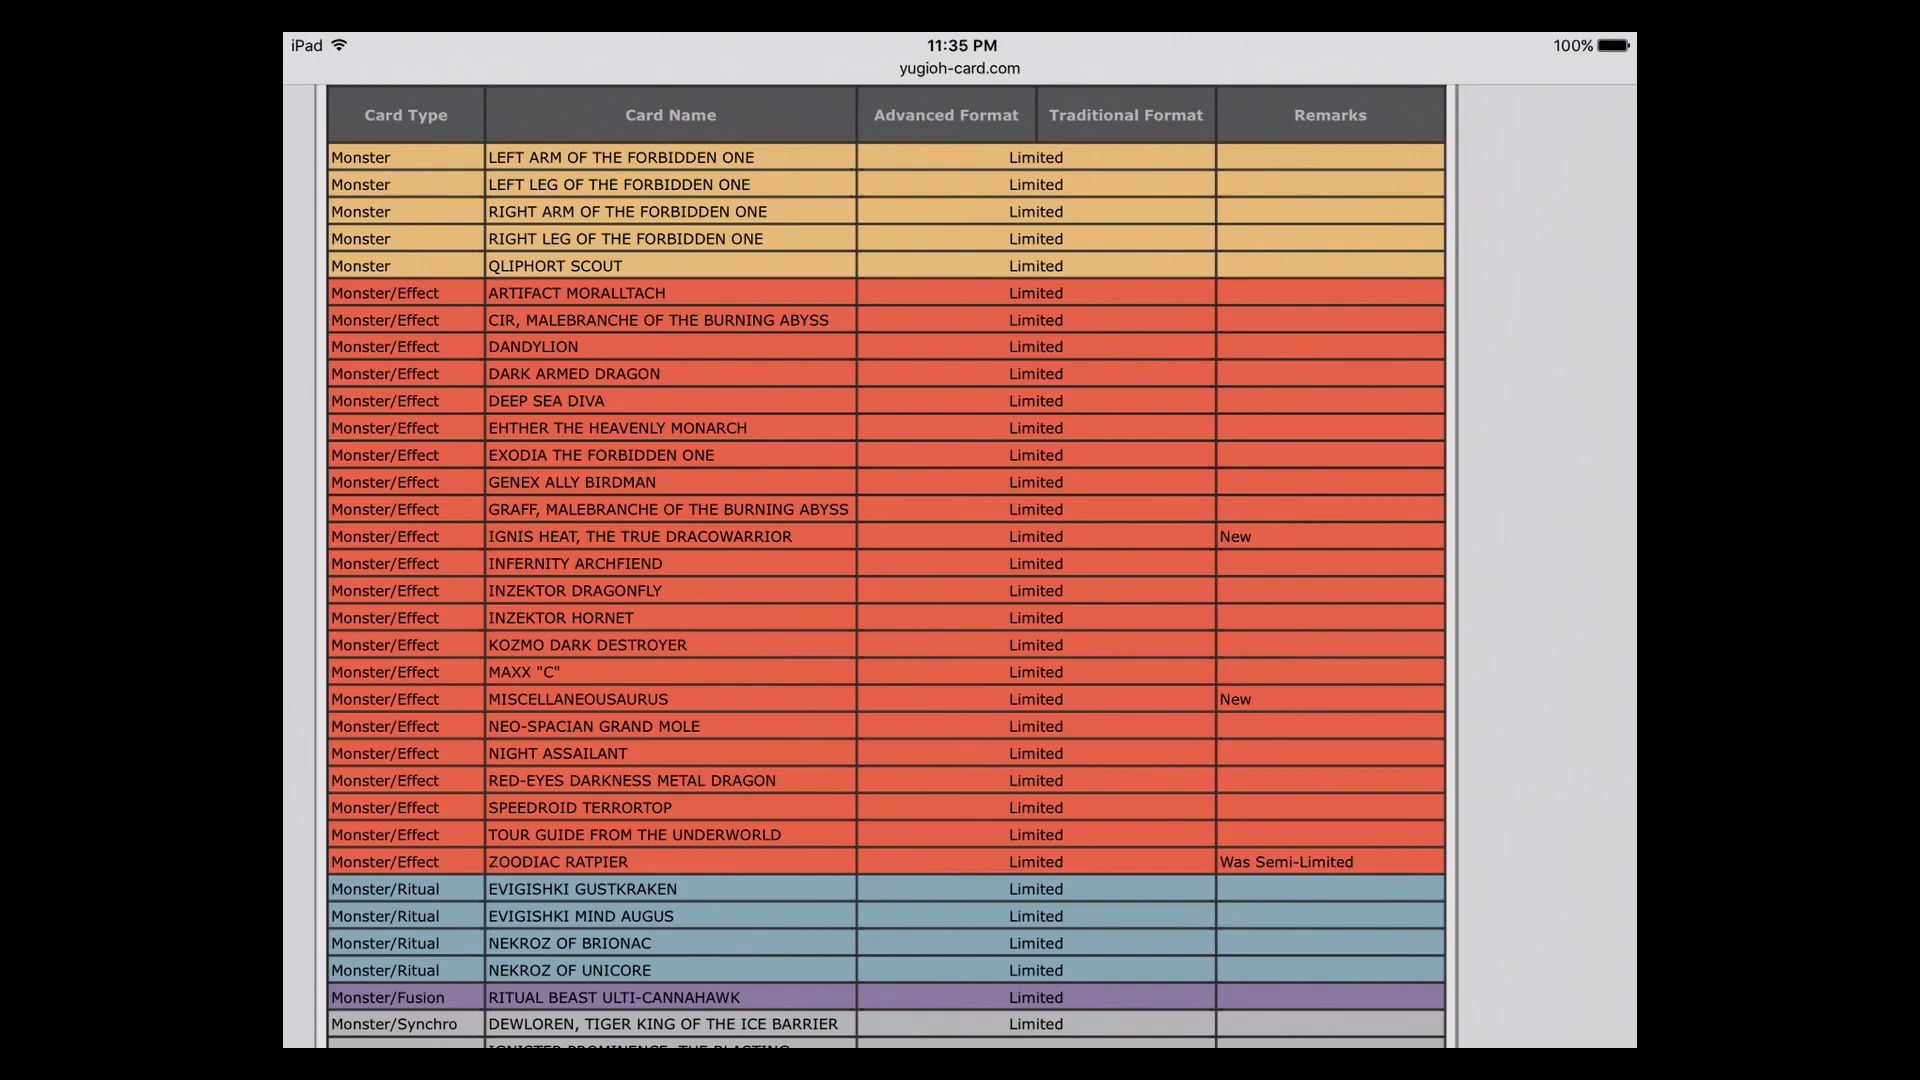 iPad 11:35 PM 100%
yugioh-card.com
Card Type Card Name Advanced Format Traditional Format Remarks
Monster LEFT ARM OF THE FORBIDDEN ONE Limited
Monster LEFT LEG OF THE FORBIDDEN ONE Limited
Monster RIGHT ARM OF THE FORBIDDEN ONE Limited
Monster RIGHT LEG OF THE FORBIDDEN ONE Limited
Monster QLIPHORT SCOUT Limited
Monster/Effect ARTIFACT MORALLTACH Limited
Monster/Effect CIR, MALEBRANCHE OF THE BURNING ABYSS Limited
Monster/Effect DANDYLION Limited
Monster/Effect DARK ARMED DRAGON Limited
Monster/Effect DEEP SEA DIVA Limited
Monster/Effect EHTHER THE HEAVENLY MONARCH Limited
Monster/Effect EXODIA THE FORBIDDEN ONE Limited
Monster/Effect GENEX ALLY BIRDMAN Limited
Monster/Effect GRAFF, MALEBRANCHE OF THE BURNING ABYSS Limited
Monster/Effect IGNIS HEAT, THE TRUE DRACOWARRIOR Limited New
Monster/Effect INFERNITY ARCHFIEND Limited
Monster/Effect INZEKTOR DRAGONFLY Limited
Monster/Effect INZEKTOR HORNET Limited
Monster/Effect KOZMO DARK DESTROYER Limited
Monster/Effect MAXX "C" Limited
Monster/Effect MISCELLANEOUSAURUS Limited New
Monster/Effect NEO-SPACIAN GRAND MOLE Limited
Monster/Effect NIGHT ASSAILANT Limited
Monster/Effect RED-EYES DARKNESS METAL DRAGON Limited
Monster/Effect SPEEDROID TERRORTOP Limited
Monster/Effect TOUR GUIDE FROM THE UNDERWORLD Limited
Monster/Effect ZOODIAC RATPIER Limited Was Semi-Limited
Monster/Ritual EVIGISHKI GUSTKRAKEN Limited
Monster/Ritual EVIGISHKI MIND AUGUS Limited
Monster/Ritual NEKROZ OF BRIONAC Limited
Monster/Ritual NEKROZ OF UNICORE Limited
Monster/Fusion RITUAL BEAST ULTI-CANNAHAWK Limited
Monster/Synchro DEWLOREN, TIGER KING OF THE ICE BARRIER Limited